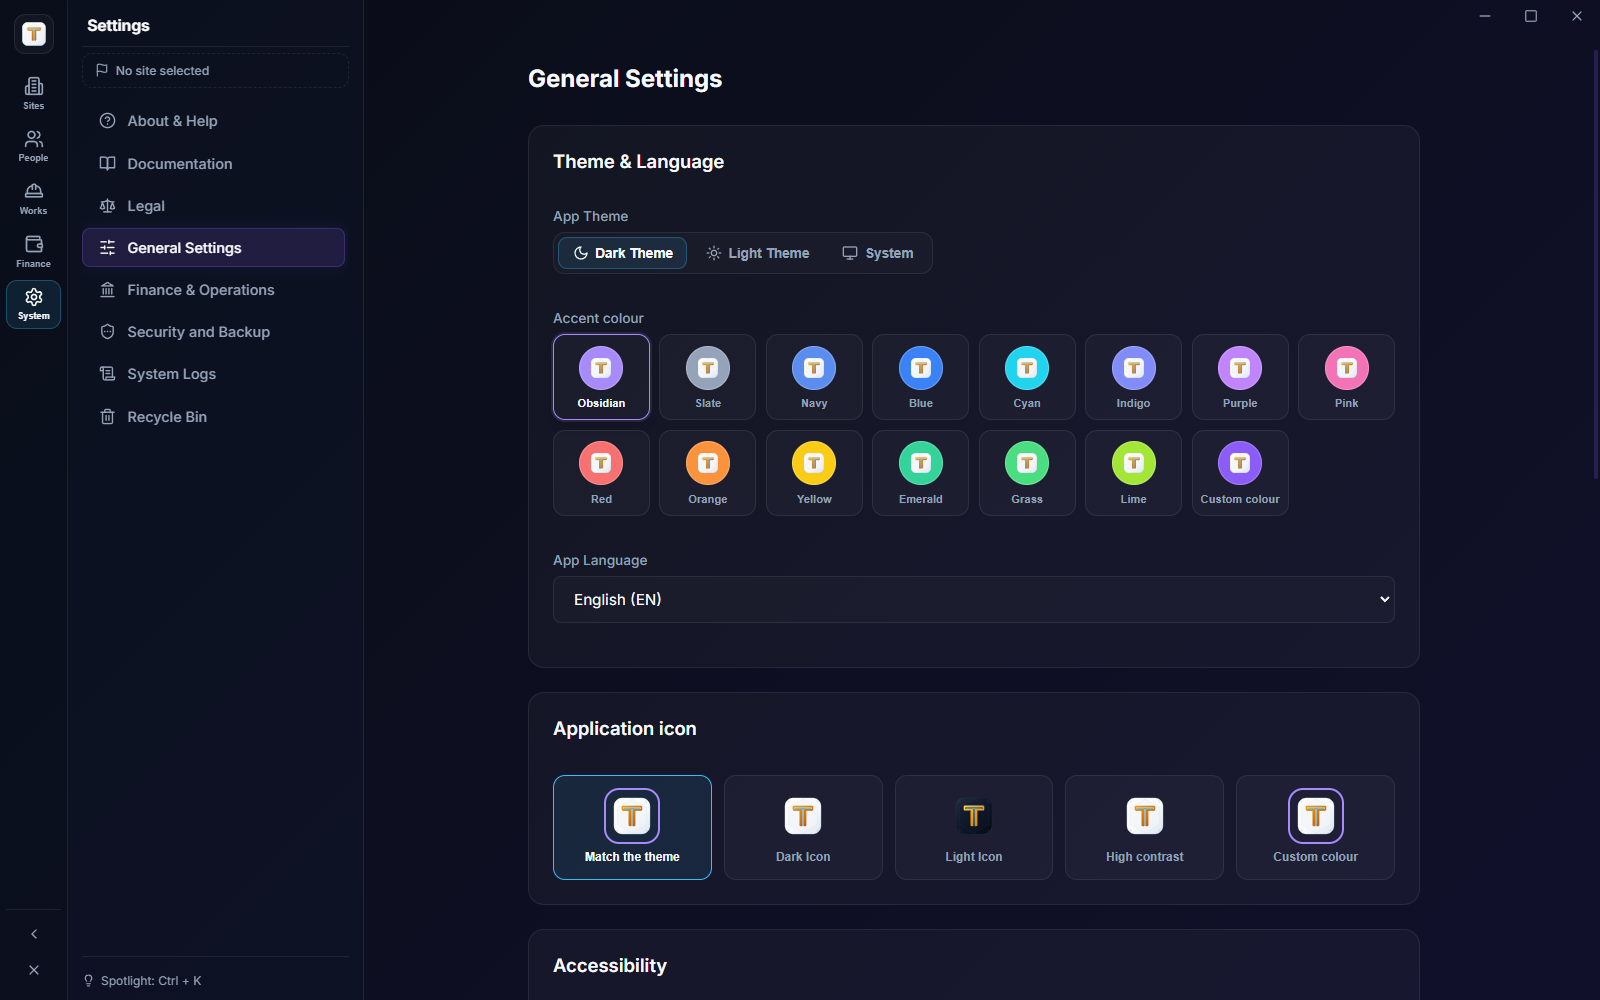 Settings
No site selected
Sites
People
Works
Finance
System
About & Help
Documentation
Legal
General Settings
Finance & Operations
Security and Backup
System Logs
Recycle Bin
Spotlight: Ctrl + K
General Settings
Theme & Language
App Theme
Dark Theme
Light Theme
System
Accent colour
Obsidian
Slate
Navy
Blue
Cyan
Indigo
Purple
Pink
Red
Orange
Yellow
Emerald
Grass
Lime
Custom colour
App Language
English (EN)
Application icon
Match the theme
Dark Icon
Light Icon
High contrast
Custom colour
Accessibility